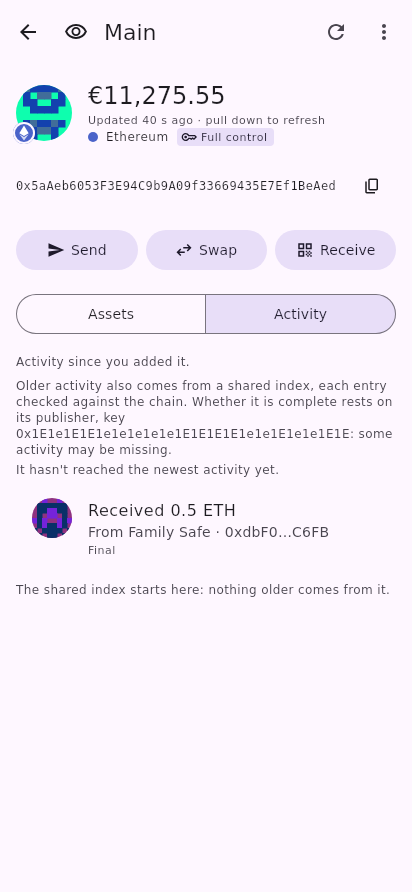 Main
€11,275.55
Updated 40 s ago · pull down to refresh
Ethereum Full control
0x5aAeb6053F3E94C9b9A09f33669435E7Ef1BeAed
Send Swap Receive
Assets Activity
Activity since you added it.
Older activity also comes from a shared index, each entry
checked against the chain. Whether it is complete rests on
its publisher, key
0x1E1e1E1E1e1e1e1e1e1E1E1E1E1e1e1E1e1e1e1E1E: some
activity may be missing.
It hasn't reached the newest activity yet.
Received 0.5 ETH
From Family Safe · 0xdbF0...C6FB
Final
The shared index starts here: nothing older comes from it.